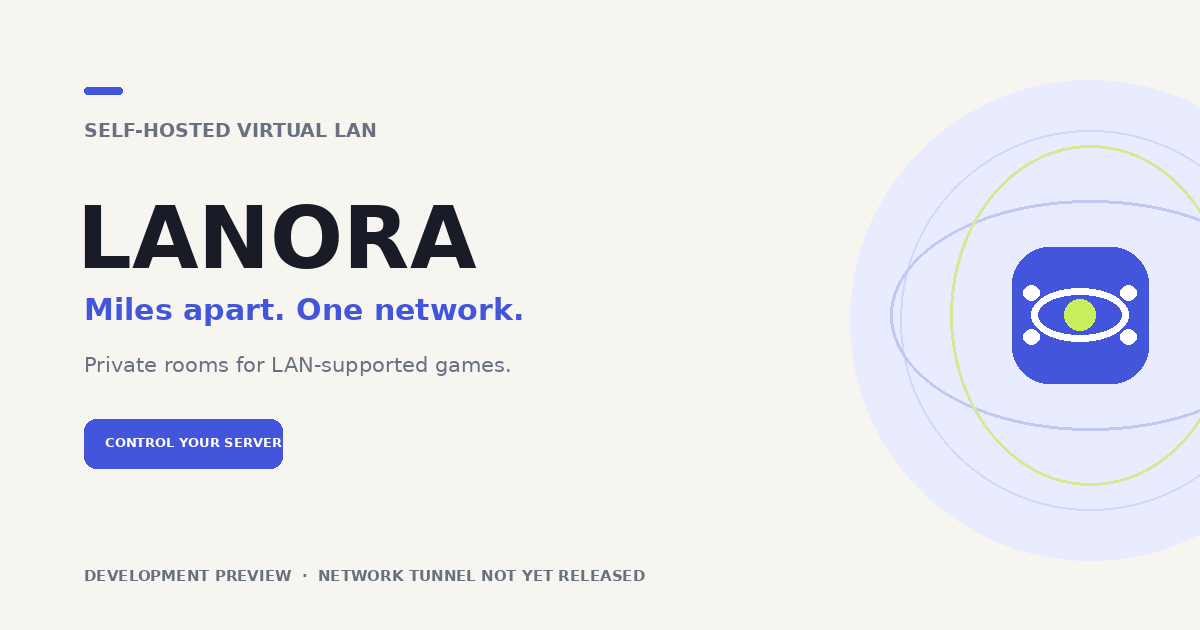 SELF-HOSTED VIRTUAL LAN
LANORA
Miles apart. One network.
Private rooms for LAN-supported games.
CONTROL YOUR SERVER
DEVELOPMENT PREVIEW · NETWORK TUNNEL NOT YET RELEASED